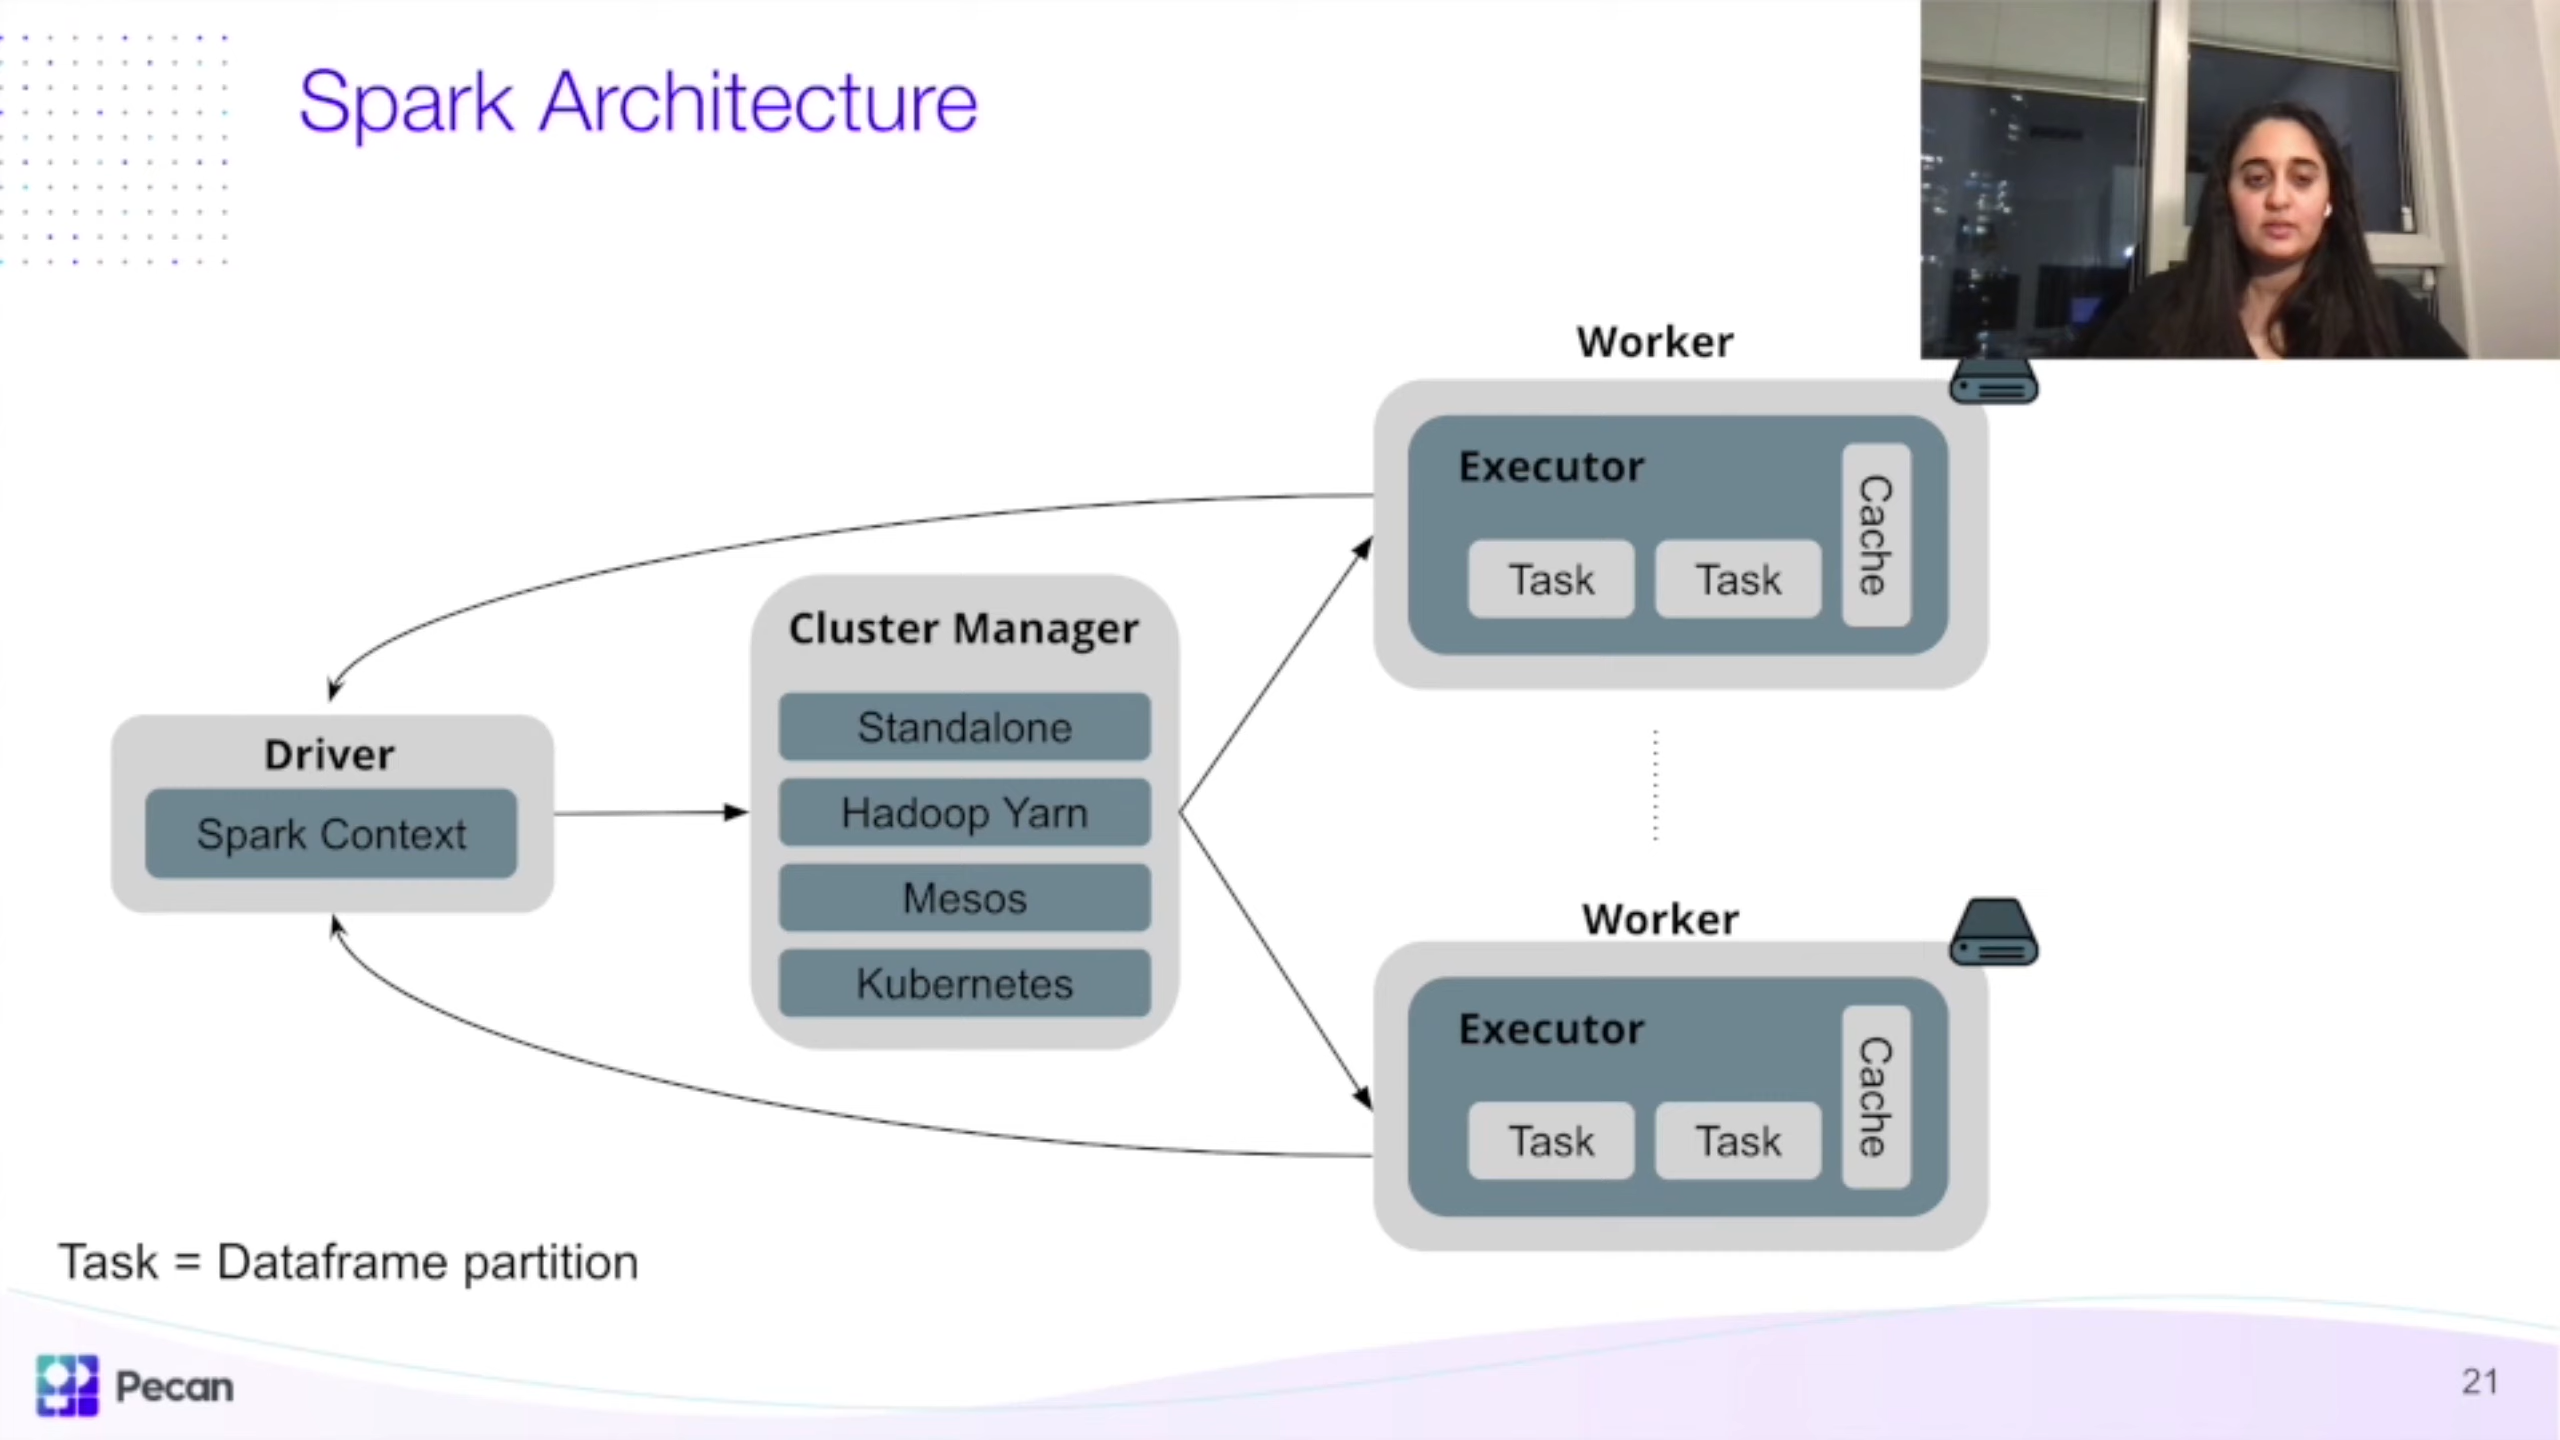 Spark Architecture
Worker
Executor
Cache
Task
Task
Cluster Manager
Standalone
Hadoop Yarn
Mesos
Kubernetes
Driver
Spark Context
Worker
Executor
Cache
Task
Task
Task = Dataframe partition
Pecan
21